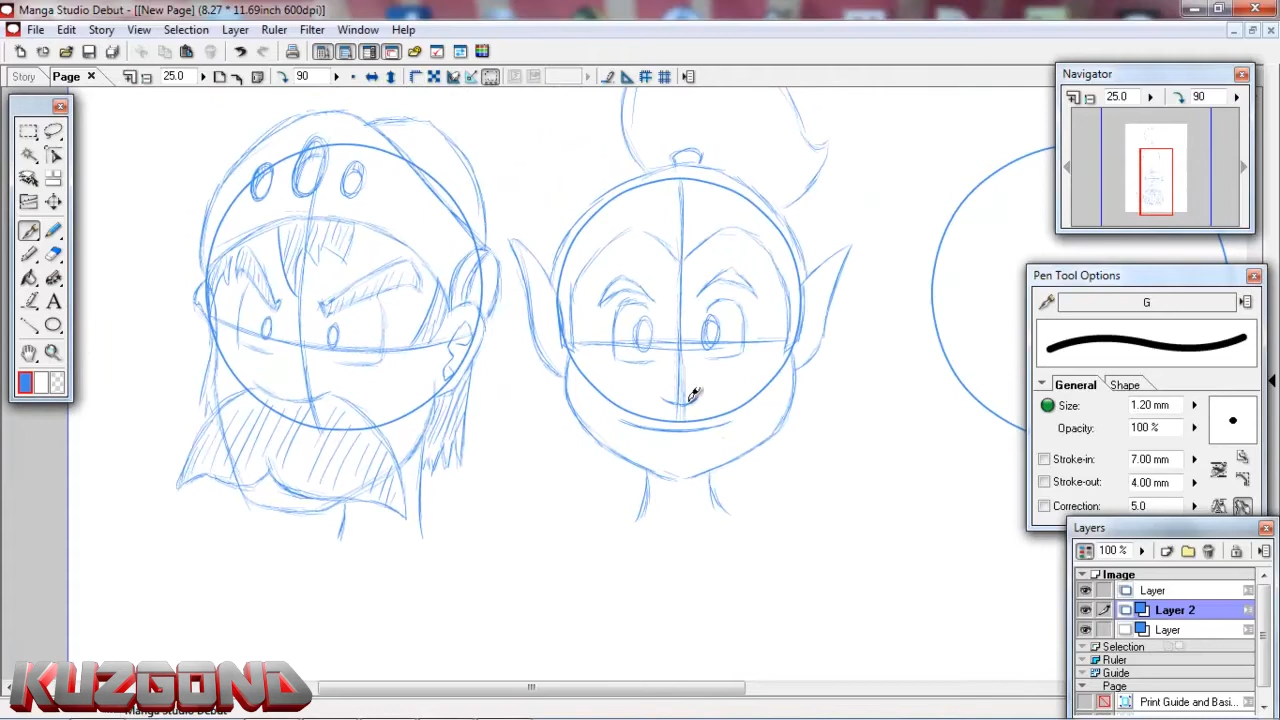 Manga Studio Debut - [[New Page] (8.27 * 11.69inch 600dpi)]
File Edit Story View Selection Layer Ruler Filter Window Help
Story Page 25.0 90
Navigator
25.0 90
Pen Tool Options
G
General Shape
Size: 1.20 mm
Opacity: 100 %
Stroke-in: 7.00 mm
Stroke-out: 4.00 mm
Correction: 5.0
Layers
100 %
Image
Layer
Layer 2
Layer
Selection
Ruler
Guide
Page
Print Guide and Basi...
A
KUZGOND